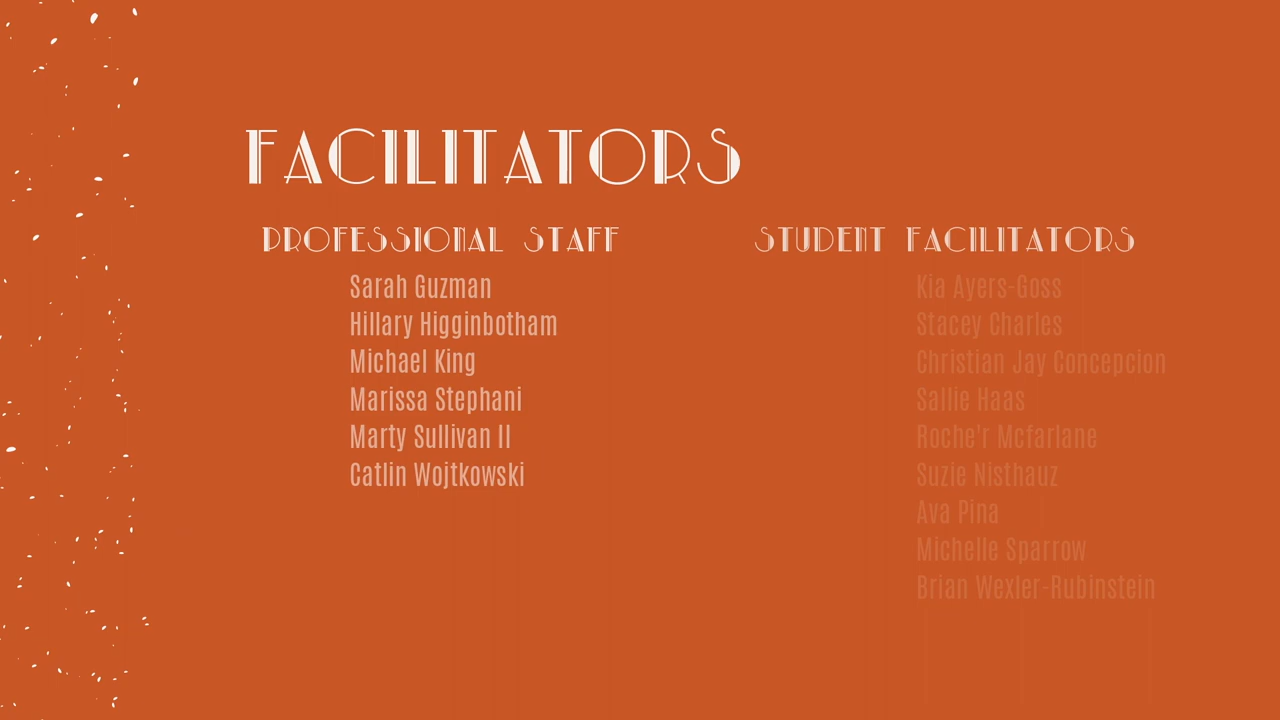 FACILITATORS
PROFESSIONAL STAFF
Sarah Guzman
Hillary Higginbotham
Michael King
Marissa Stephani
Marty Sullivan II
Catlin Wojtkowski
STUDENT FACILITATORS
Kia Ayers-Goss
Stacey Charles
Christian Jay Concepcion
Sallie Haas
Roche'r Mcfarlane
Suzie Nisthauz
Ava Pina
Michelle Sparrow
Brian Wexler-Rubinstein